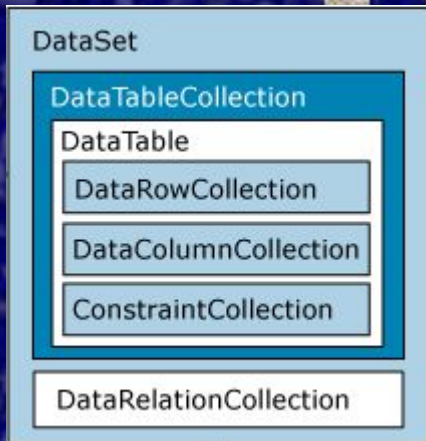 DataSet
DataTableCollection
DataTable
DataRowCollection
DataColumnCollection
ConstraintCollection
DataRelationCollection